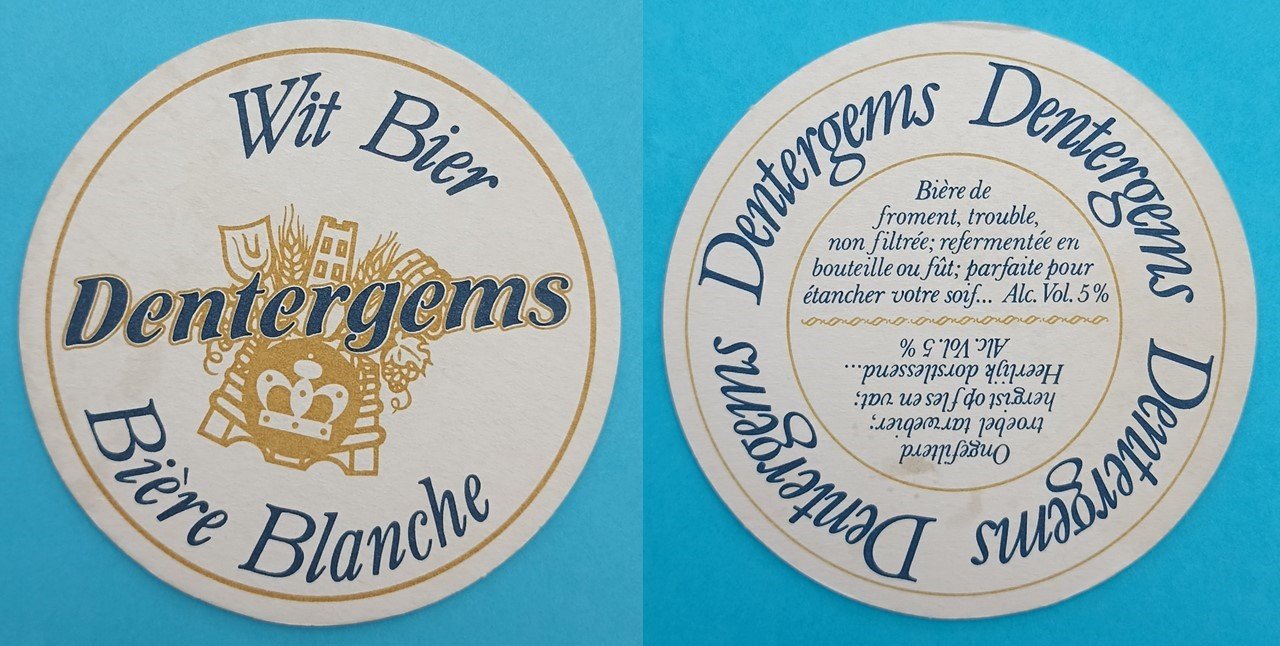 Wit Bier
Dentergems
Bière Blanche
Dentergems Dentergems Dentergems Dentergems
Bière de
froment, trouble,
non filtrée; refermentée en
bouteille ou fût; parfaite pour
étancher votre soif... Alc. Vol. 5%
Ongefilterd
troebel tarwebier;
hergist op fles en vat:
Heerlijk dorstlessend...
Alc. Vol. 5 %